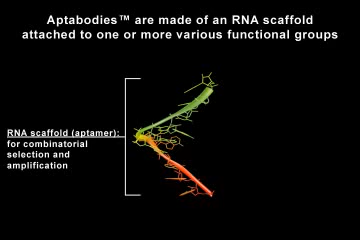 Aptabodies™ are made of an RNA scaffold
attached to one or more various functional groups
RNA scaffold (aptamer):
for combinatorial
selection and
amplification